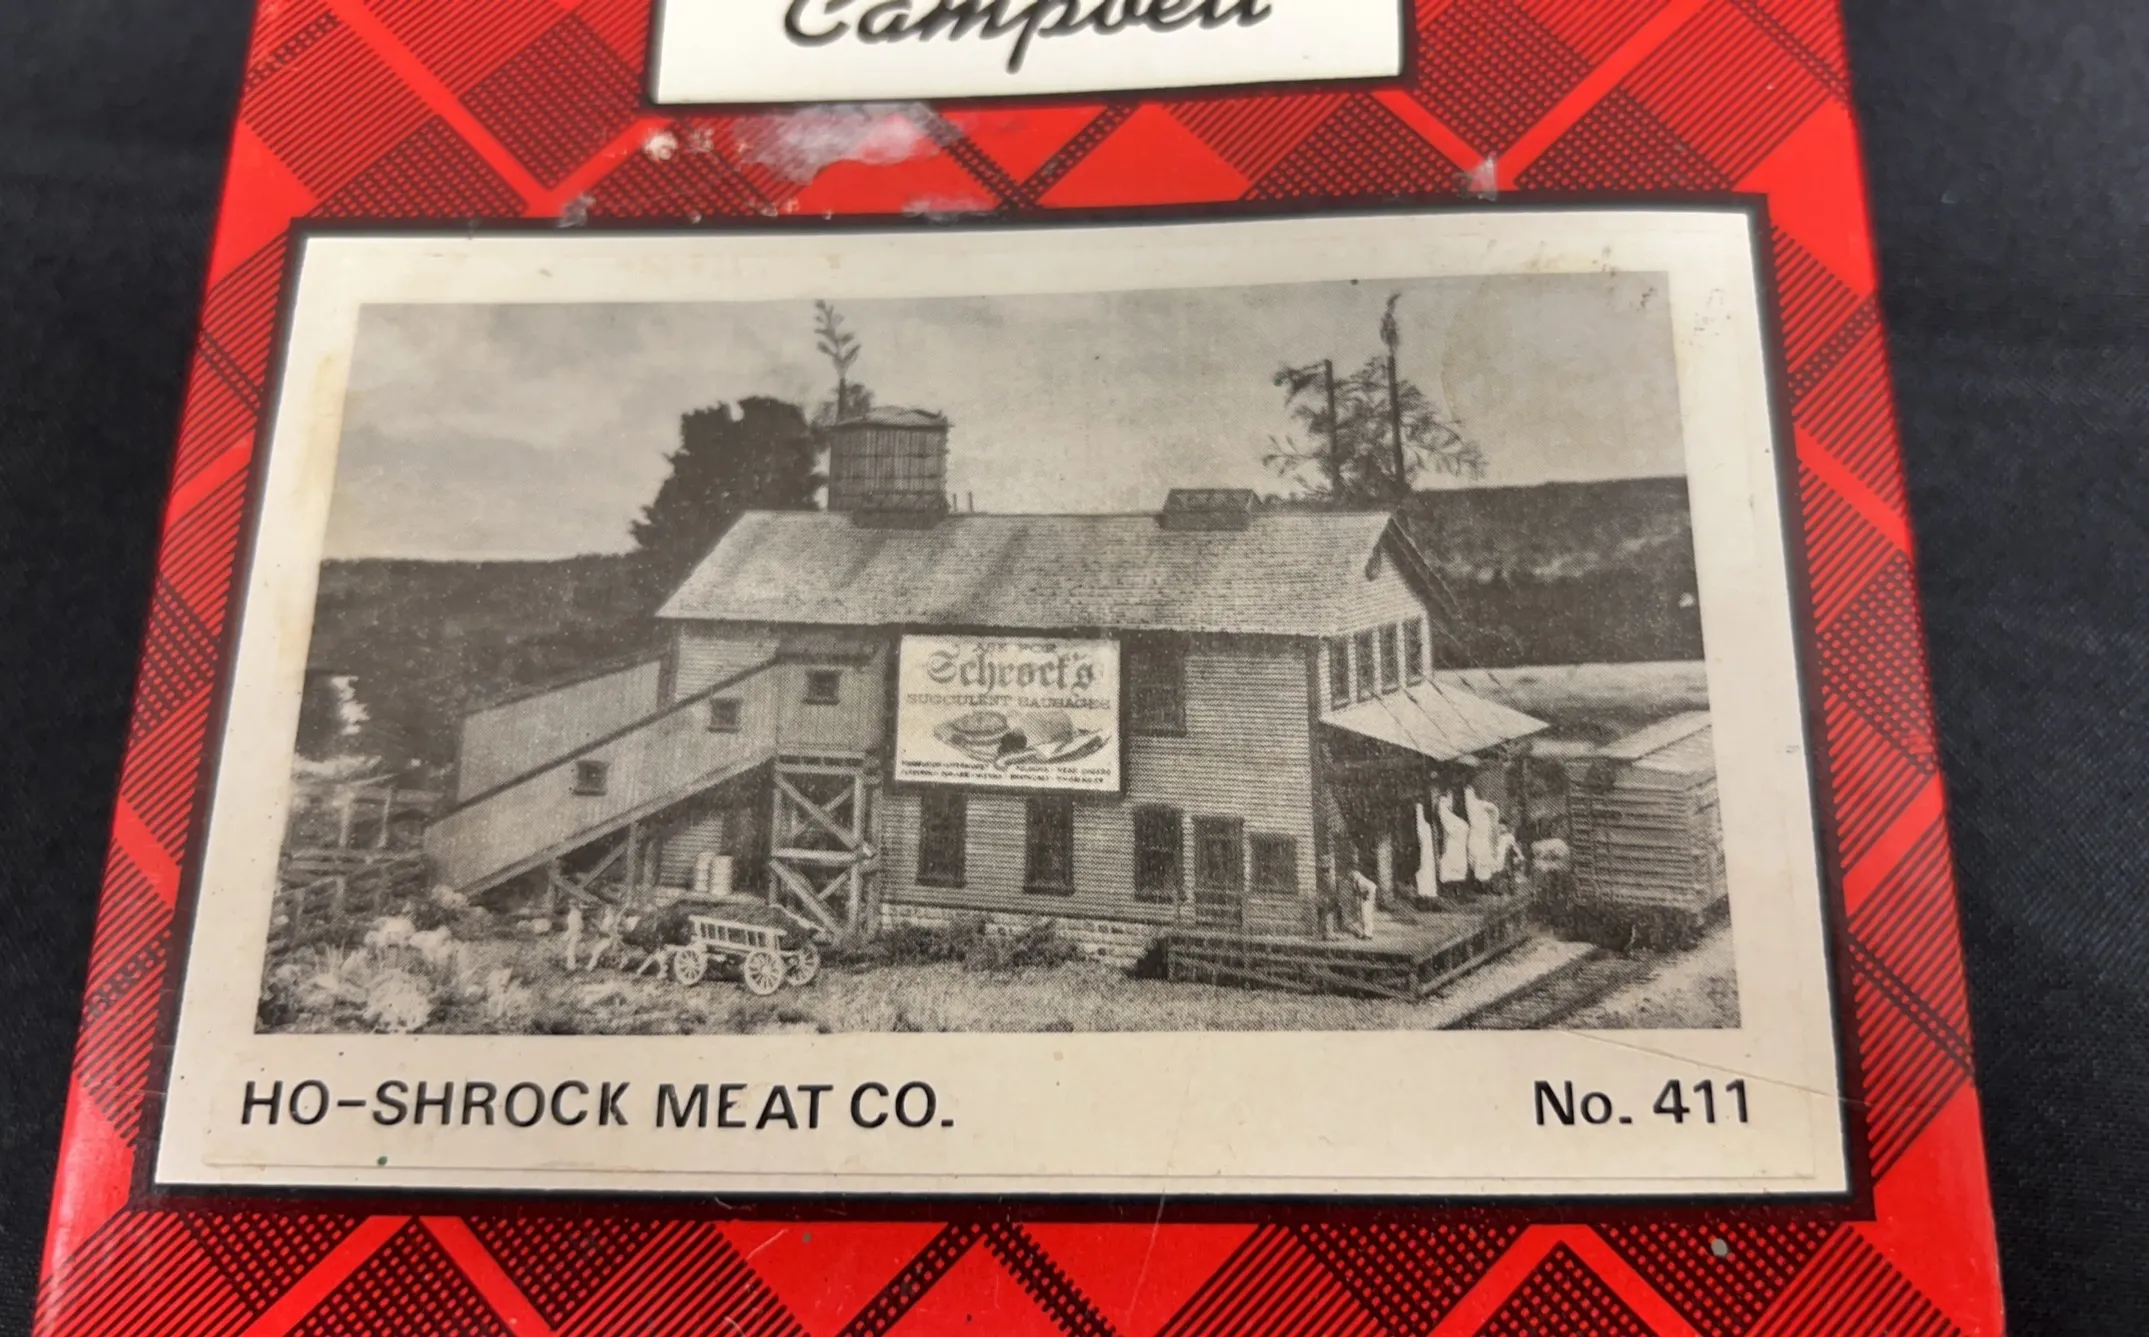 Campbell
Schrock's
SUCCULENT SAUSAGES
HO-SHROCK MEAT CO.
No. 411